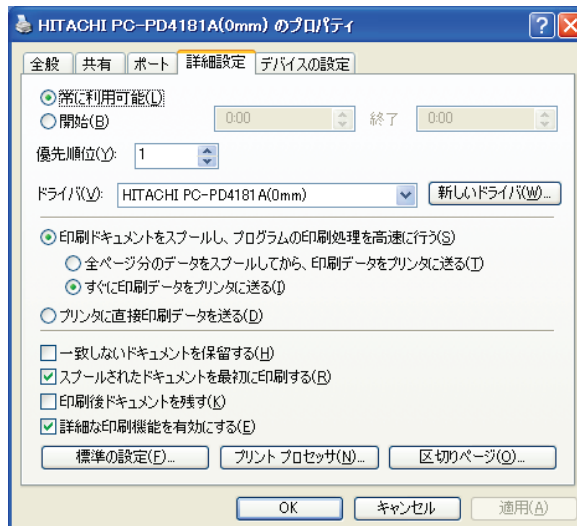 HITACHI PC-PD4181A(0mm) のプロパティ
全般 共有 ポート 詳細設定 デバイスの設定
常に利用可能(L)
開始(B) 0:00 終了 0:00
優先順位(Y): 1
ドライバ(V): HITACHI PC-PD4181A(0mm) 新しいドライバ(W)...
印刷ドキュメントをスプールし、プログラムの印刷処理を高速に行う(S)
全ページ分のデータをスプールしてから、印刷データをプリンタに送る(T)
すぐに印刷データをプリンタに送る(I)
プリンタに直接印刷データを送る(D)
一致しないドキュメントを保留する(H)
スプールされたドキュメントを最初に印刷する(R)
印刷後ドキュメントを残す(K)
詳細な印刷機能を有効にする(E)
標準の設定(F)... プリント プロセッサ(N)... 区切りページ(O)...
OK キャンセル 適用(A)